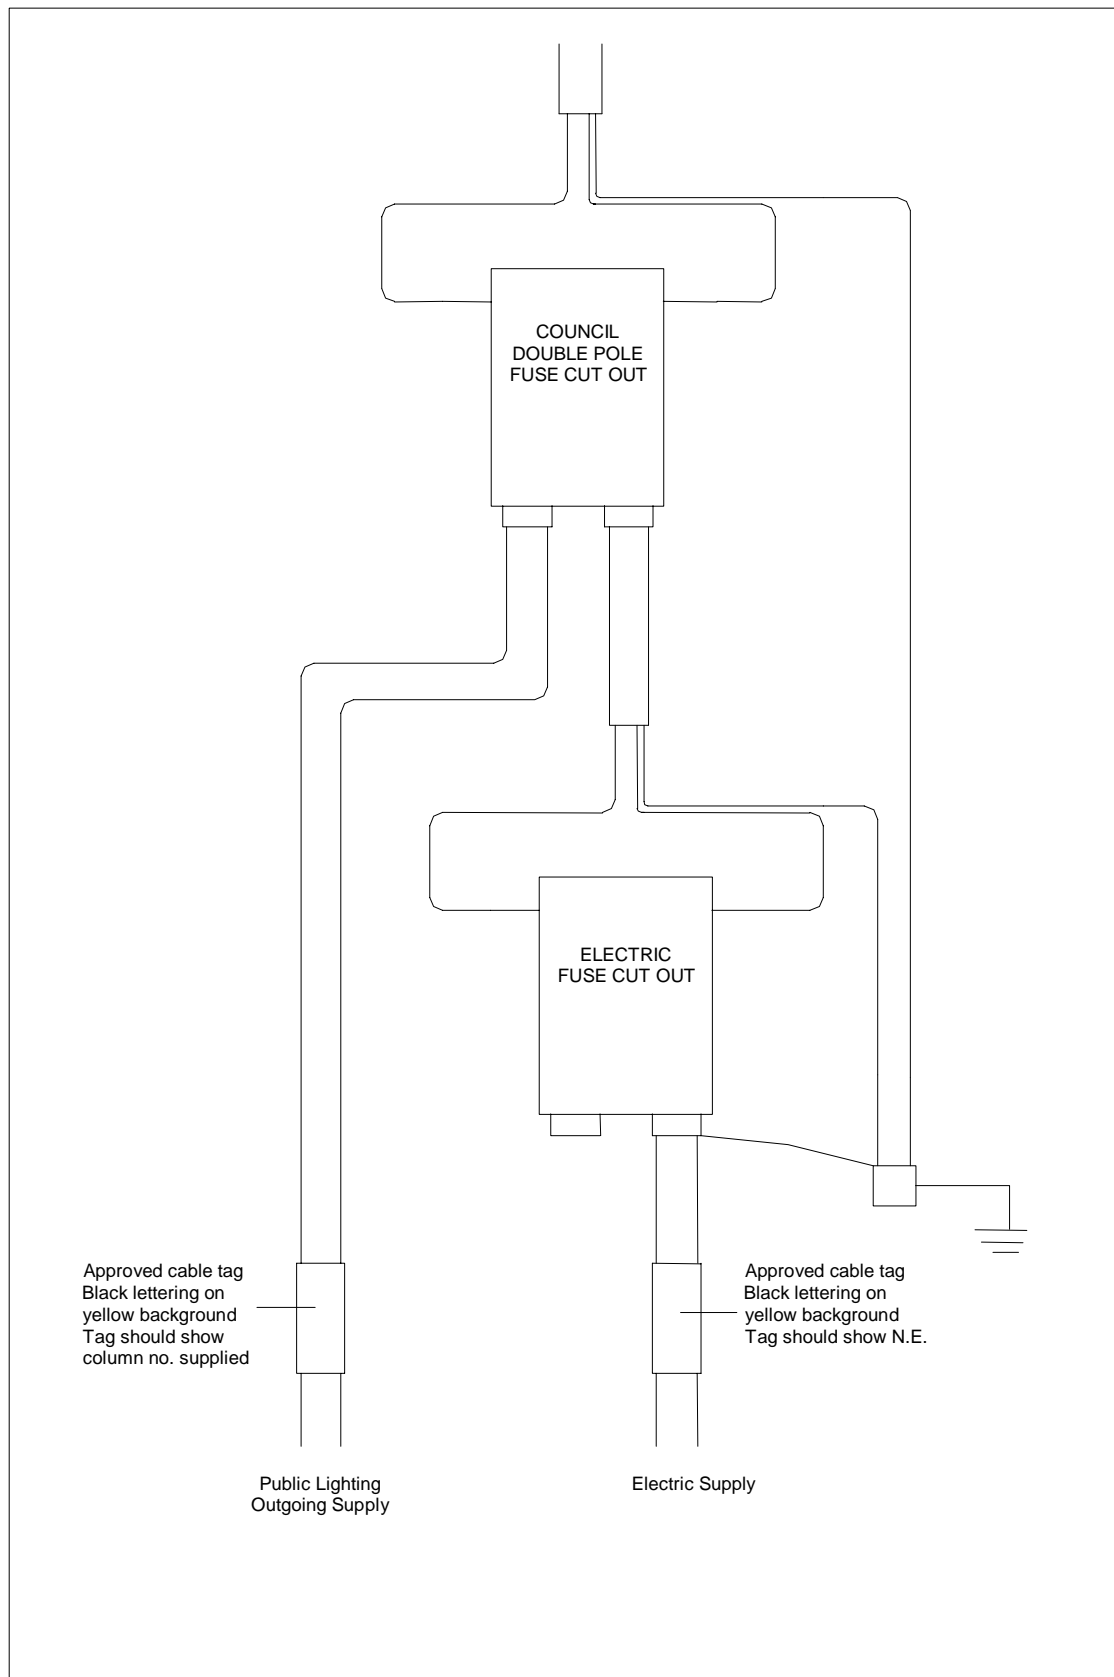 COUNCIL
DOUBLE POLE
FUSE CUT OUT
ELECTRIC
FUSE CUT OUT
Approved cable tag
Black lettering on
yellow background
Tag should show
column no. supplied
Approved cable tag
Black lettering on
yellow background
Tag should show N.E.
Public Lighting
Outgoing Supply
Electric Supply